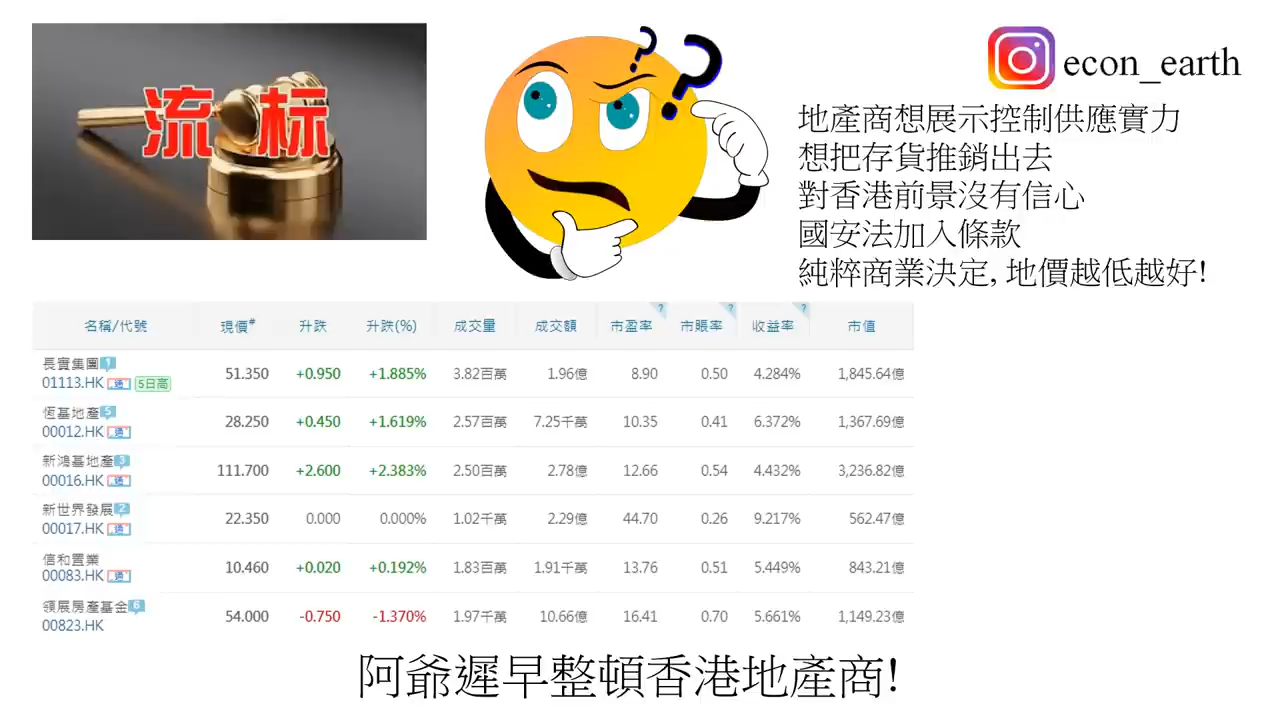 流标
econ_earth
地產商想展示控制供應實力
想把存貨推銷出去
對香港前景沒有信心
國安法加入條款
純粹商業決定, 地價越低越好!
名稱/代號 現價# 升跌 升跌(%) 成交量 成交額 市盈率 市賬率 收益率 市值
? ? ?
長實集團 1
01113.HK 通 5日高 51.350 +0.950 +1.885% 3.82百萬 1.96億 8.90 0.50 4.284% 1,845.64億
恆基地產 5
00012.HK 通 28.250 +0.450 +1.619% 2.57百萬 7.25千萬 10.35 0.41 6.372% 1,367.69億
新鴻基地產 3
00016.HK 通 111.700 +2.600 +2.383% 2.50百萬 2.78億 12.66 0.54 4.432% 3,236.82億
新世界發展 2
00017.HK 通 22.350 0.000 0.000% 1.02千萬 2.29億 44.70 0.26 9.217% 562.47億
信和置業
00083.HK 通 10.460 +0.020 +0.192% 1.83百萬 1.91千萬 13.76 0.51 5.449% 843.21億
領展房產基金 6
00823.HK 54.000 -0.750 -1.370% 1.97千萬 10.66億 16.41 0.70 5.661% 1,149.23億
阿爺遲早整頓香港地產商!